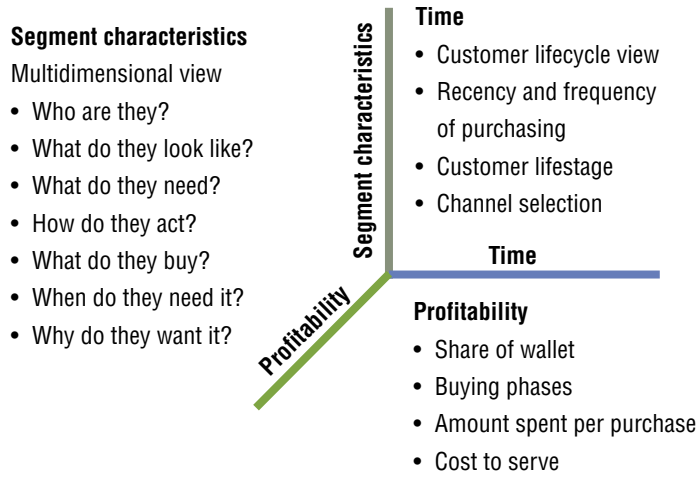 Segment characteristics
Multidimensional view
• Who are they?
• What do they look like?
• What do they need?
• How do they act?
• What do they buy?
• When do they need it?
• Why do they want it?
Segment characteristics
Time
• Customer lifecycle view
• Recency and frequency
of purchasing
• Customer lifestage
• Channel selection
Time
Profitability
Profitability
• Share of wallet
• Buying phases
• Amount spent per purchase
• Cost to serve